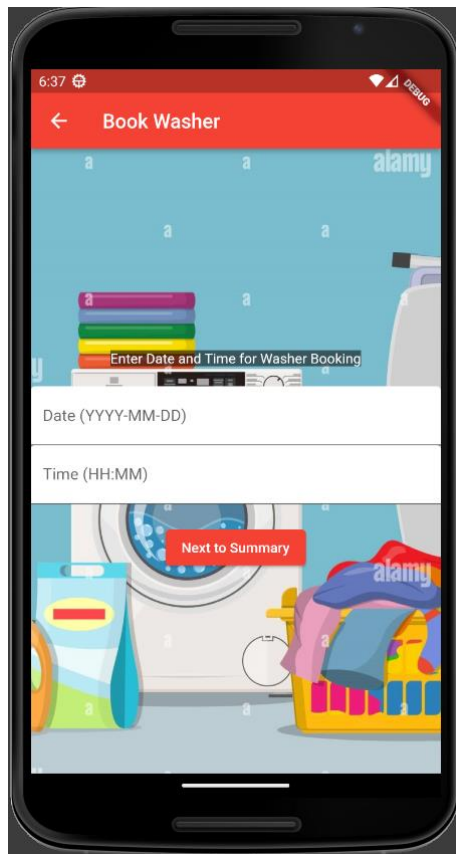 6:37
DEBUG
Book Washer
a
a
alamy
a
a
a
a
a
Enter Date and Time for Washer Booking
Date (YYYY-MM-DD)
Time (HH:MM)
Next to Summary
a
alamy
a
a
a
a